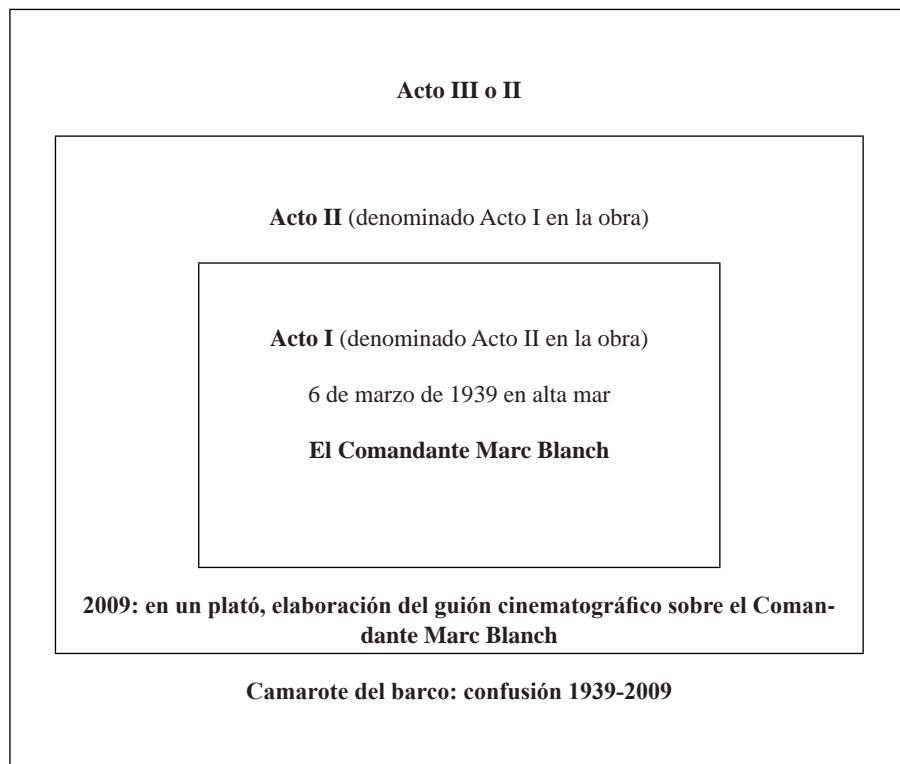 Acto III o II
Acto II (denominado Acto I en la obra)
Acto I (denominado Acto II en la obra)
6 de marzo de 1939 en alta mar
El Comandante Marc Blanch
2009: en un plató, elaboración del guión cinematográfico sobre el Coman-
dante Marc Blanch
Camarote del barco: confusión 1939-2009